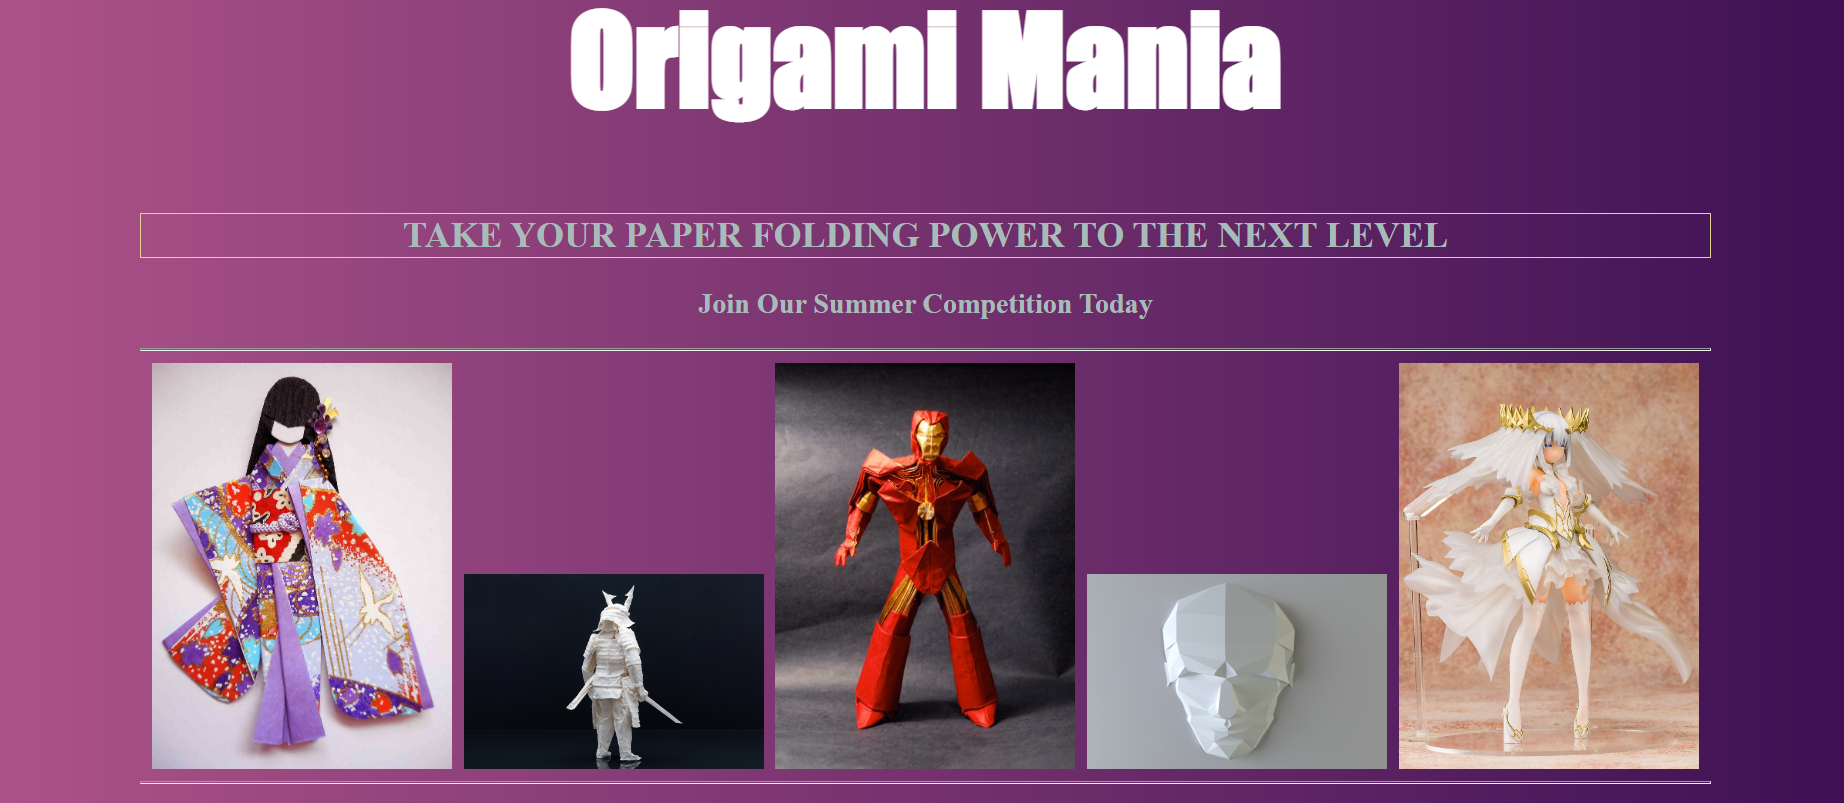 Origami Mania
TAKE YOUR PAPER FOLDING POWER TO THE NEXT LEVEL
Join Our Summer Competition Today